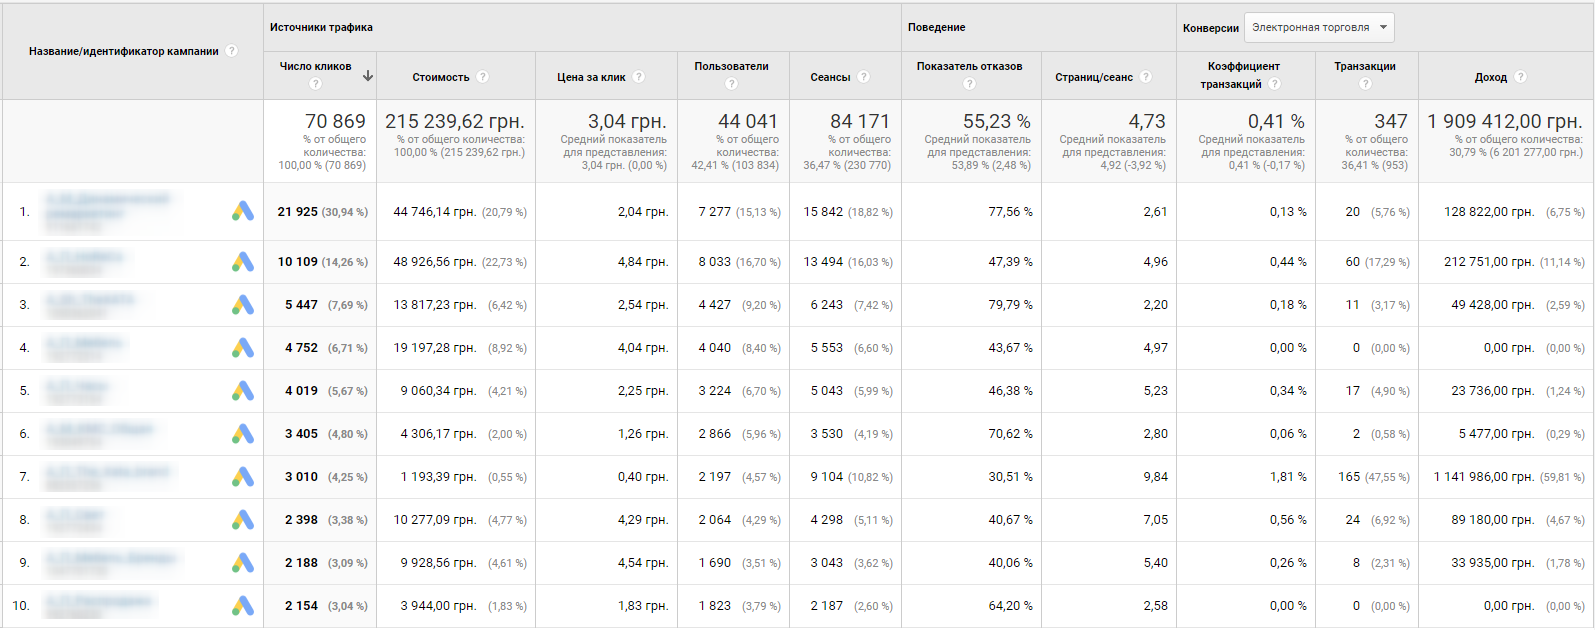 Источники трафика
Поведение
Конверсии Электронная торговля
Название/идентификатор кампании ?
Число кликов ?
Стоимость ?
Цена за клик ?
Пользователи ?
Сеансы ?
Показатель отказов ?
Страниц/сеанс ?
Коэффициент
транзакций ?
Транзакции ?
Доход ?
70 869
% от общего
количества:
100,00 % (70 869)
215 239,62 грн.
% от общего количества:
100,00 % (215 239,62 грн.)
3,04 грн.
Средний показатель
для представления:
3,04 грн. (0,00 %)
44 041
% от общего
количества:
42,41 % (103 834)
84 171
% от общего
количества:
36,47 % (230 770)
55,23 %
Средний показатель
для представления:
53,89 % (2,48 %)
4,73
Средний показатель
для представления:
4,92 (-3,92 %)
0,41 %
Средний показатель
для представления:
0,41 % (-0,17 %)
347
% от общего
количества:
36,41 % (953)
1 909 412,00 грн.
% от общего количества:
30,79 % (6 201 277,00 грн.)
1. 21 925 (30,94 %) 44 746,14 грн. (20,79 %) 2,04 грн. 7 277 (15,13 %) 15 842 (18,82 %) 77,56 % 2,61 0,13 % 20 (5,76 %) 128 822,00 грн. (6,75 %)
2. 10 109 (14,26 %) 48 926,56 грн. (22,73 %) 4,84 грн. 8 033 (16,70 %) 13 494 (16,03 %) 47,39 % 4,96 0,44 % 60 (17,29 %) 212 751,00 грн. (11,14 %)
3. 5 447 (7,69 %) 13 817,23 грн. (6,42 %) 2,54 грн. 4 427 (9,20 %) 6 243 (7,42 %) 79,79 % 2,20 0,18 % 11 (3,17 %) 49 428,00 грн. (2,59 %)
4. 4 752 (6,71 %) 19 197,28 грн. (8,92 %) 4,04 грн. 4 040 (8,40 %) 5 553 (6,60 %) 43,67 % 4,97 0,00 % 0 (0,00 %) 0,00 грн. (0,00 %)
5. 4 019 (5,67 %) 9 060,34 грн. (4,21 %) 2,25 грн. 3 224 (6,70 %) 5 043 (5,99 %) 46,38 % 5,23 0,34 % 17 (4,90 %) 23 736,00 грн. (1,24 %)
6. 3 405 (4,80 %) 4 306,17 грн. (2,00 %) 1,26 грн. 2 866 (5,96 %) 3 530 (4,19 %) 70,62 % 2,80 0,06 % 2 (0,58 %) 5 477,00 грн. (0,29 %)
7. 3 010 (4,25 %) 1 193,39 грн. (0,55 %) 0,40 грн. 2 197 (4,57 %) 9 104 (10,82 %) 30,51 % 9,84 1,81 % 165 (47,55 %) 1 141 986,00 грн. (59,81 %)
8. 2 398 (3,38 %) 10 277,09 грн. (4,77 %) 4,29 грн. 2 064 (4,29 %) 4 298 (5,11 %) 40,67 % 7,05 0,56 % 24 (6,92 %) 89 180,00 грн. (4,67 %)
9. 2 188 (3,09 %) 9 928,56 грн. (4,61 %) 4,54 грн. 1 690 (3,51 %) 3 043 (3,62 %) 40,06 % 5,40 0,26 % 8 (2,31 %) 33 935,00 грн. (1,78 %)
10. 2 154 (3,04 %) 3 944,00 грн. (1,83 %) 1,83 грн. 1 823 (3,79 %) 2 187 (2,60 %) 64,20 % 2,58 0,00 % 0 (0,00 %) 0,00 грн. (0,00 %)